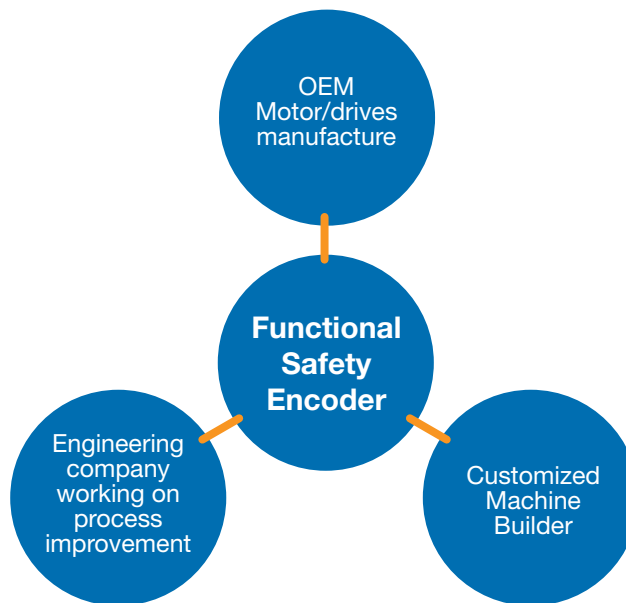 OEM
Motor/drives
manufacture
Functional
Safety
Encoder
Engineering
company
working on
process
improvement
Customized
Machine
Builder